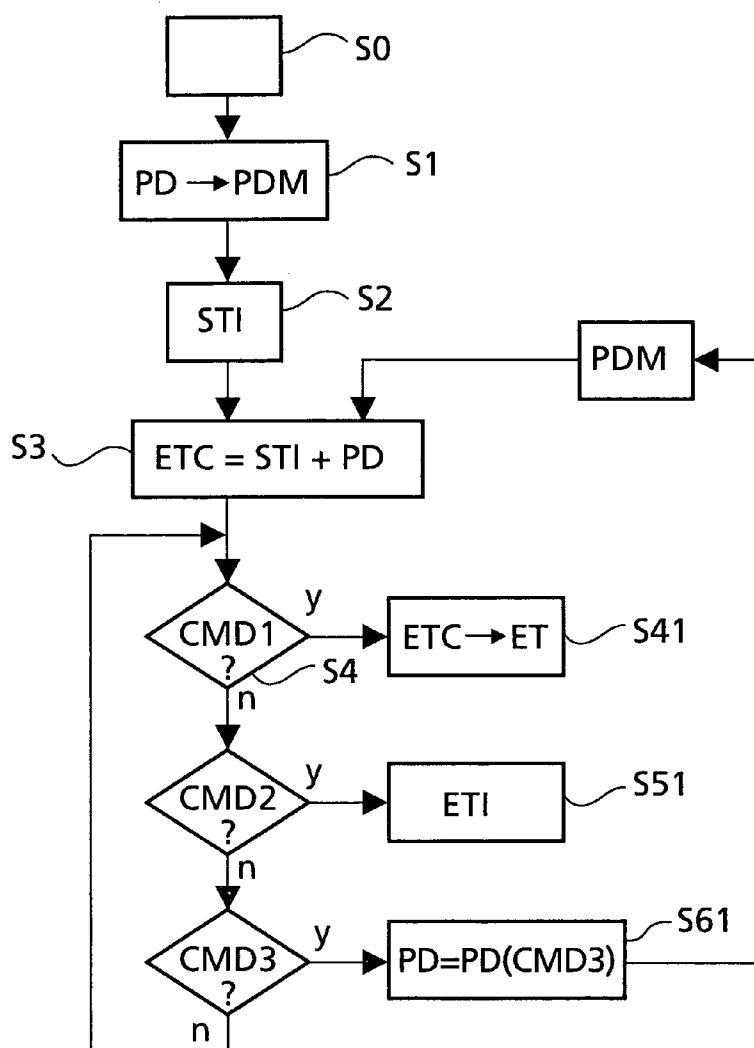 S0
PD → PDM
S1
STI
S2
PDM
S3
ETC = STI + PD
CMD1
?
y
S4
n
ETC → ET
S41
CMD2
?
y
n
ETI
S51
CMD3
?
y
n
PD=PD(CMD3)
S61